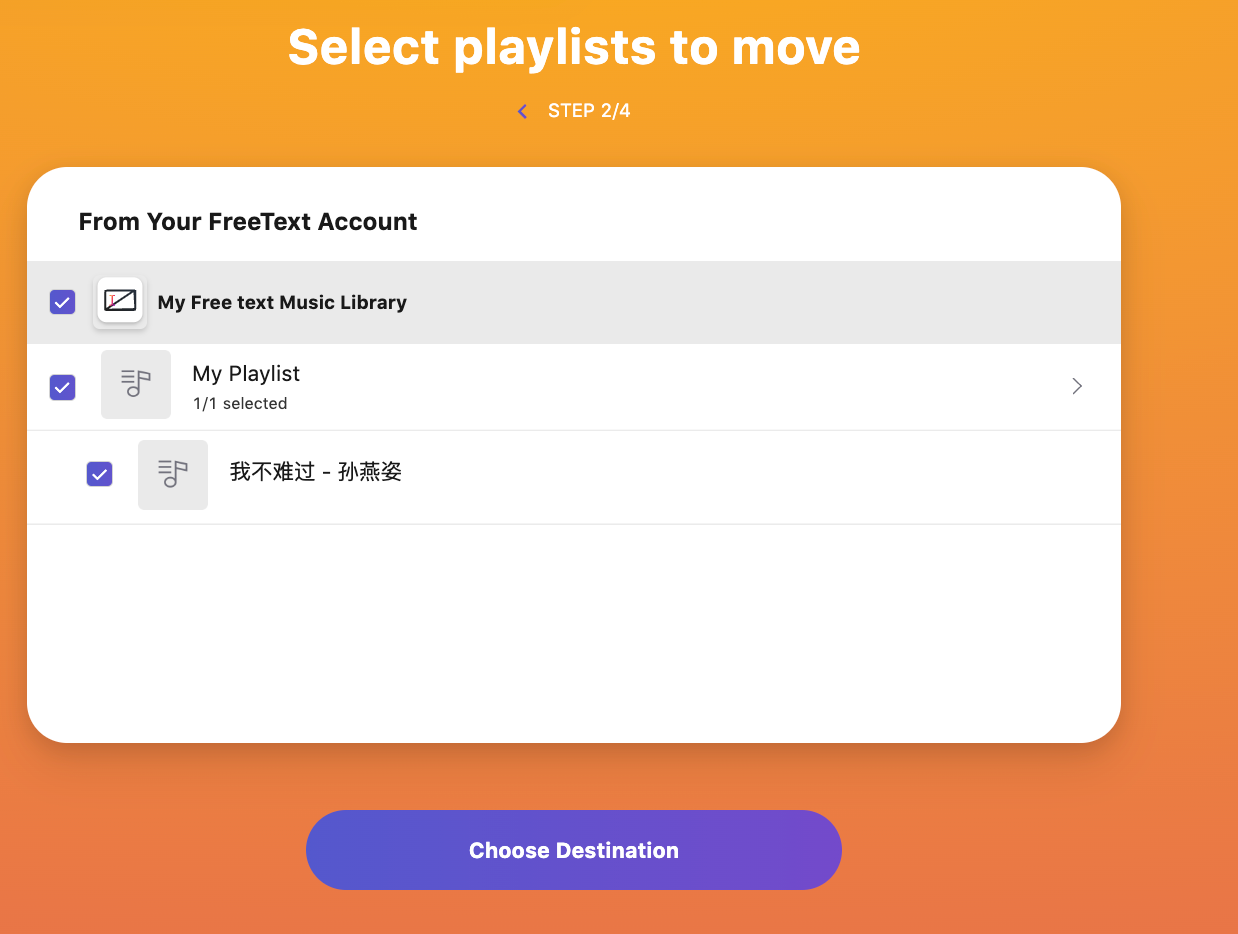 Select playlists to move
STEP 2/4
From Your FreeText Account
My Free text Music Library
My Playlist
1/1 selected
我不难过 - 孙燕姿
Choose Destination